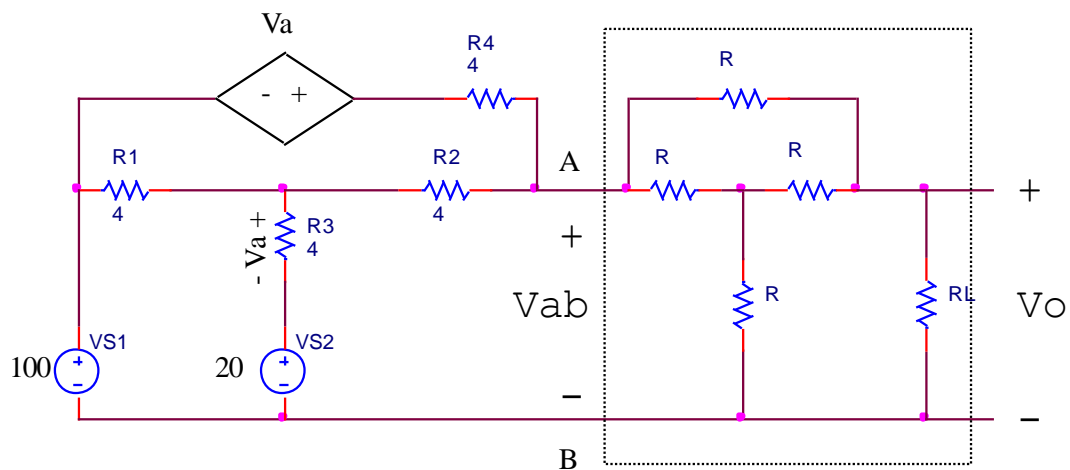 Va
R4
4
- +
R
R1
4
R2
4
A
R
R
- Va +
R3
4
+
+
Vab
R
RL
Vo
VS1
100
+
-
VS2
20
+
-
-
-
B